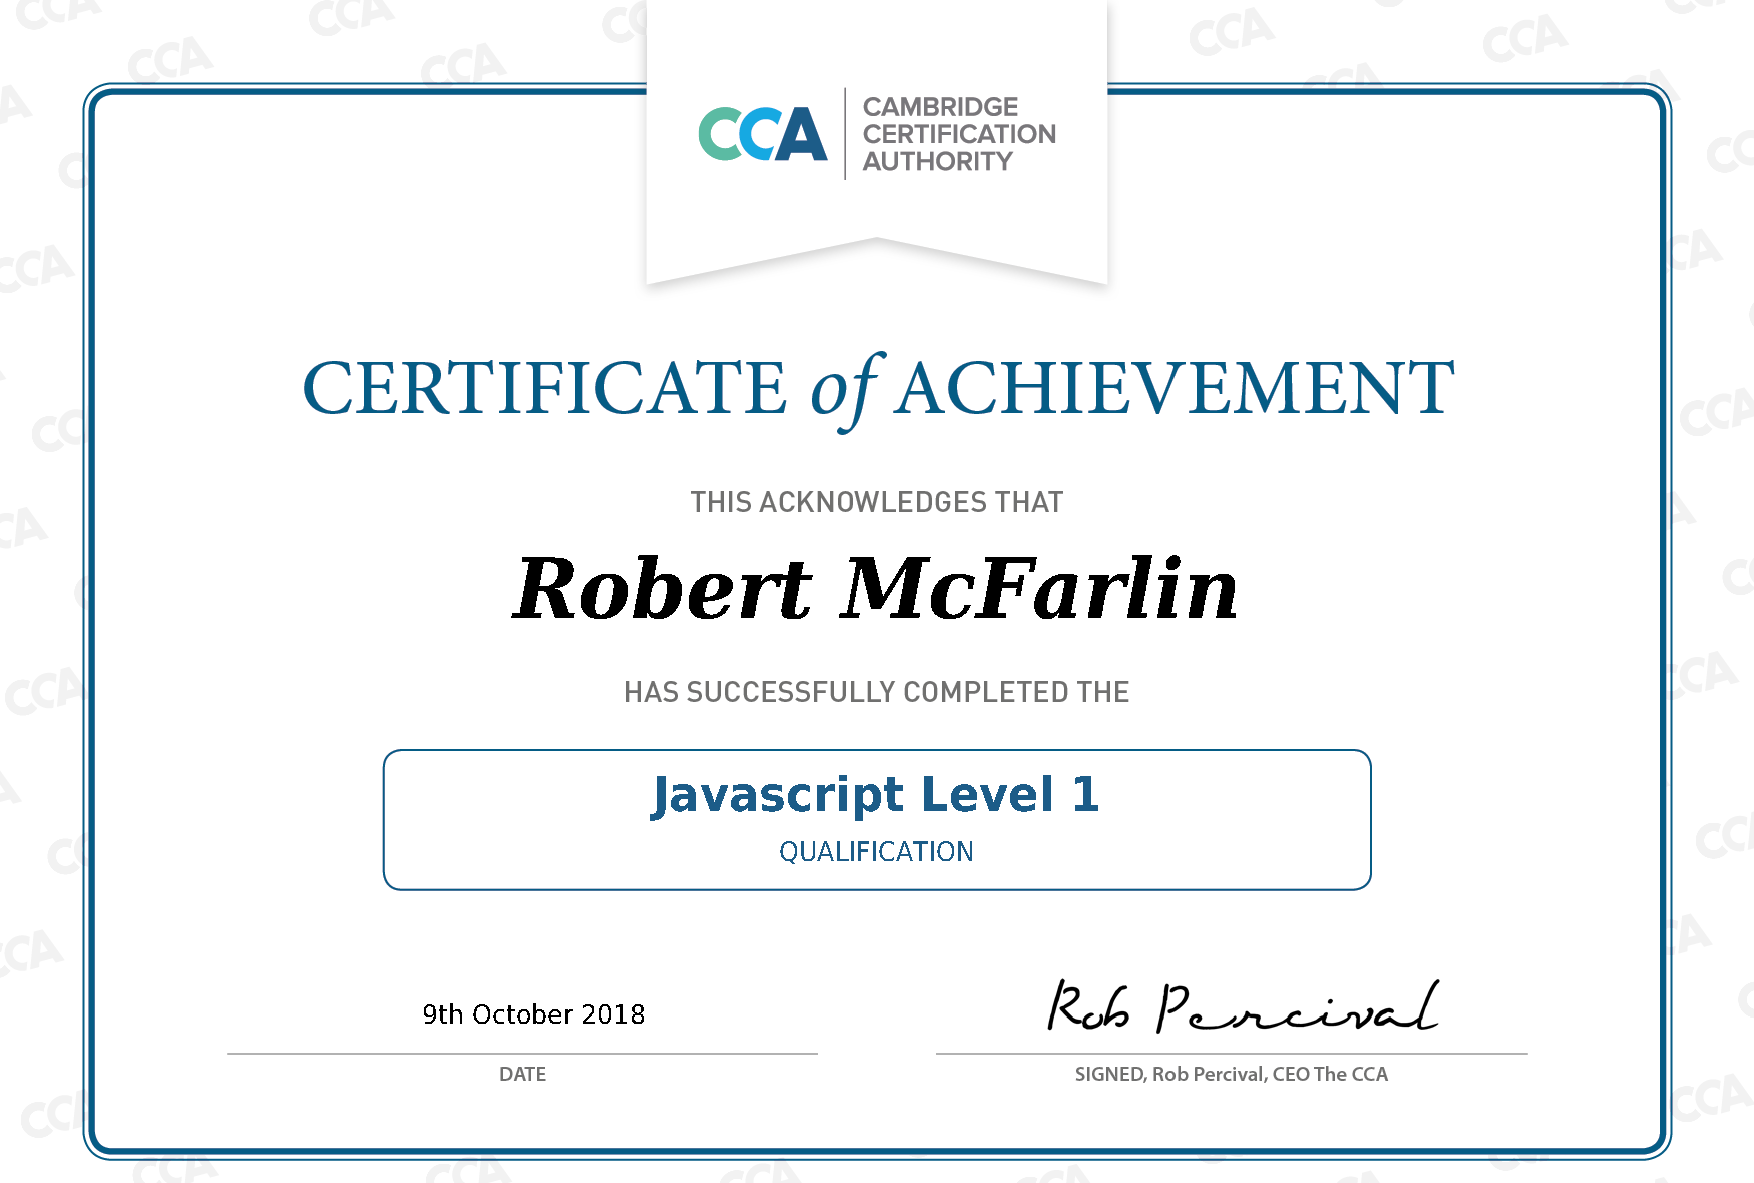 CCA
CAMBRIDGE
CERTIFICATION
AUTHORITY
CERTIFICATE of ACHIEVEMENT
THIS ACKNOWLEDGES THAT
Robert McFarlin
HAS SUCCESSFULLY COMPLETED THE
Javascript Level 1
QUALIFICATION
9th October 2018
Rob Percival
DATE
SIGNED, Rob Percival, CEO The CCA